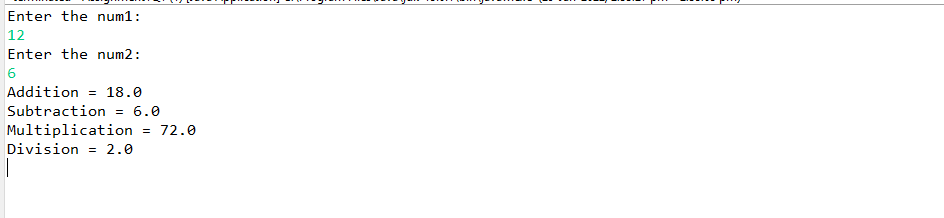 Enter the num1:
12
Enter the num2:
6
Addition = 18.0
Subtraction = 6.0
Multiplication = 72.0
Division = 2.0